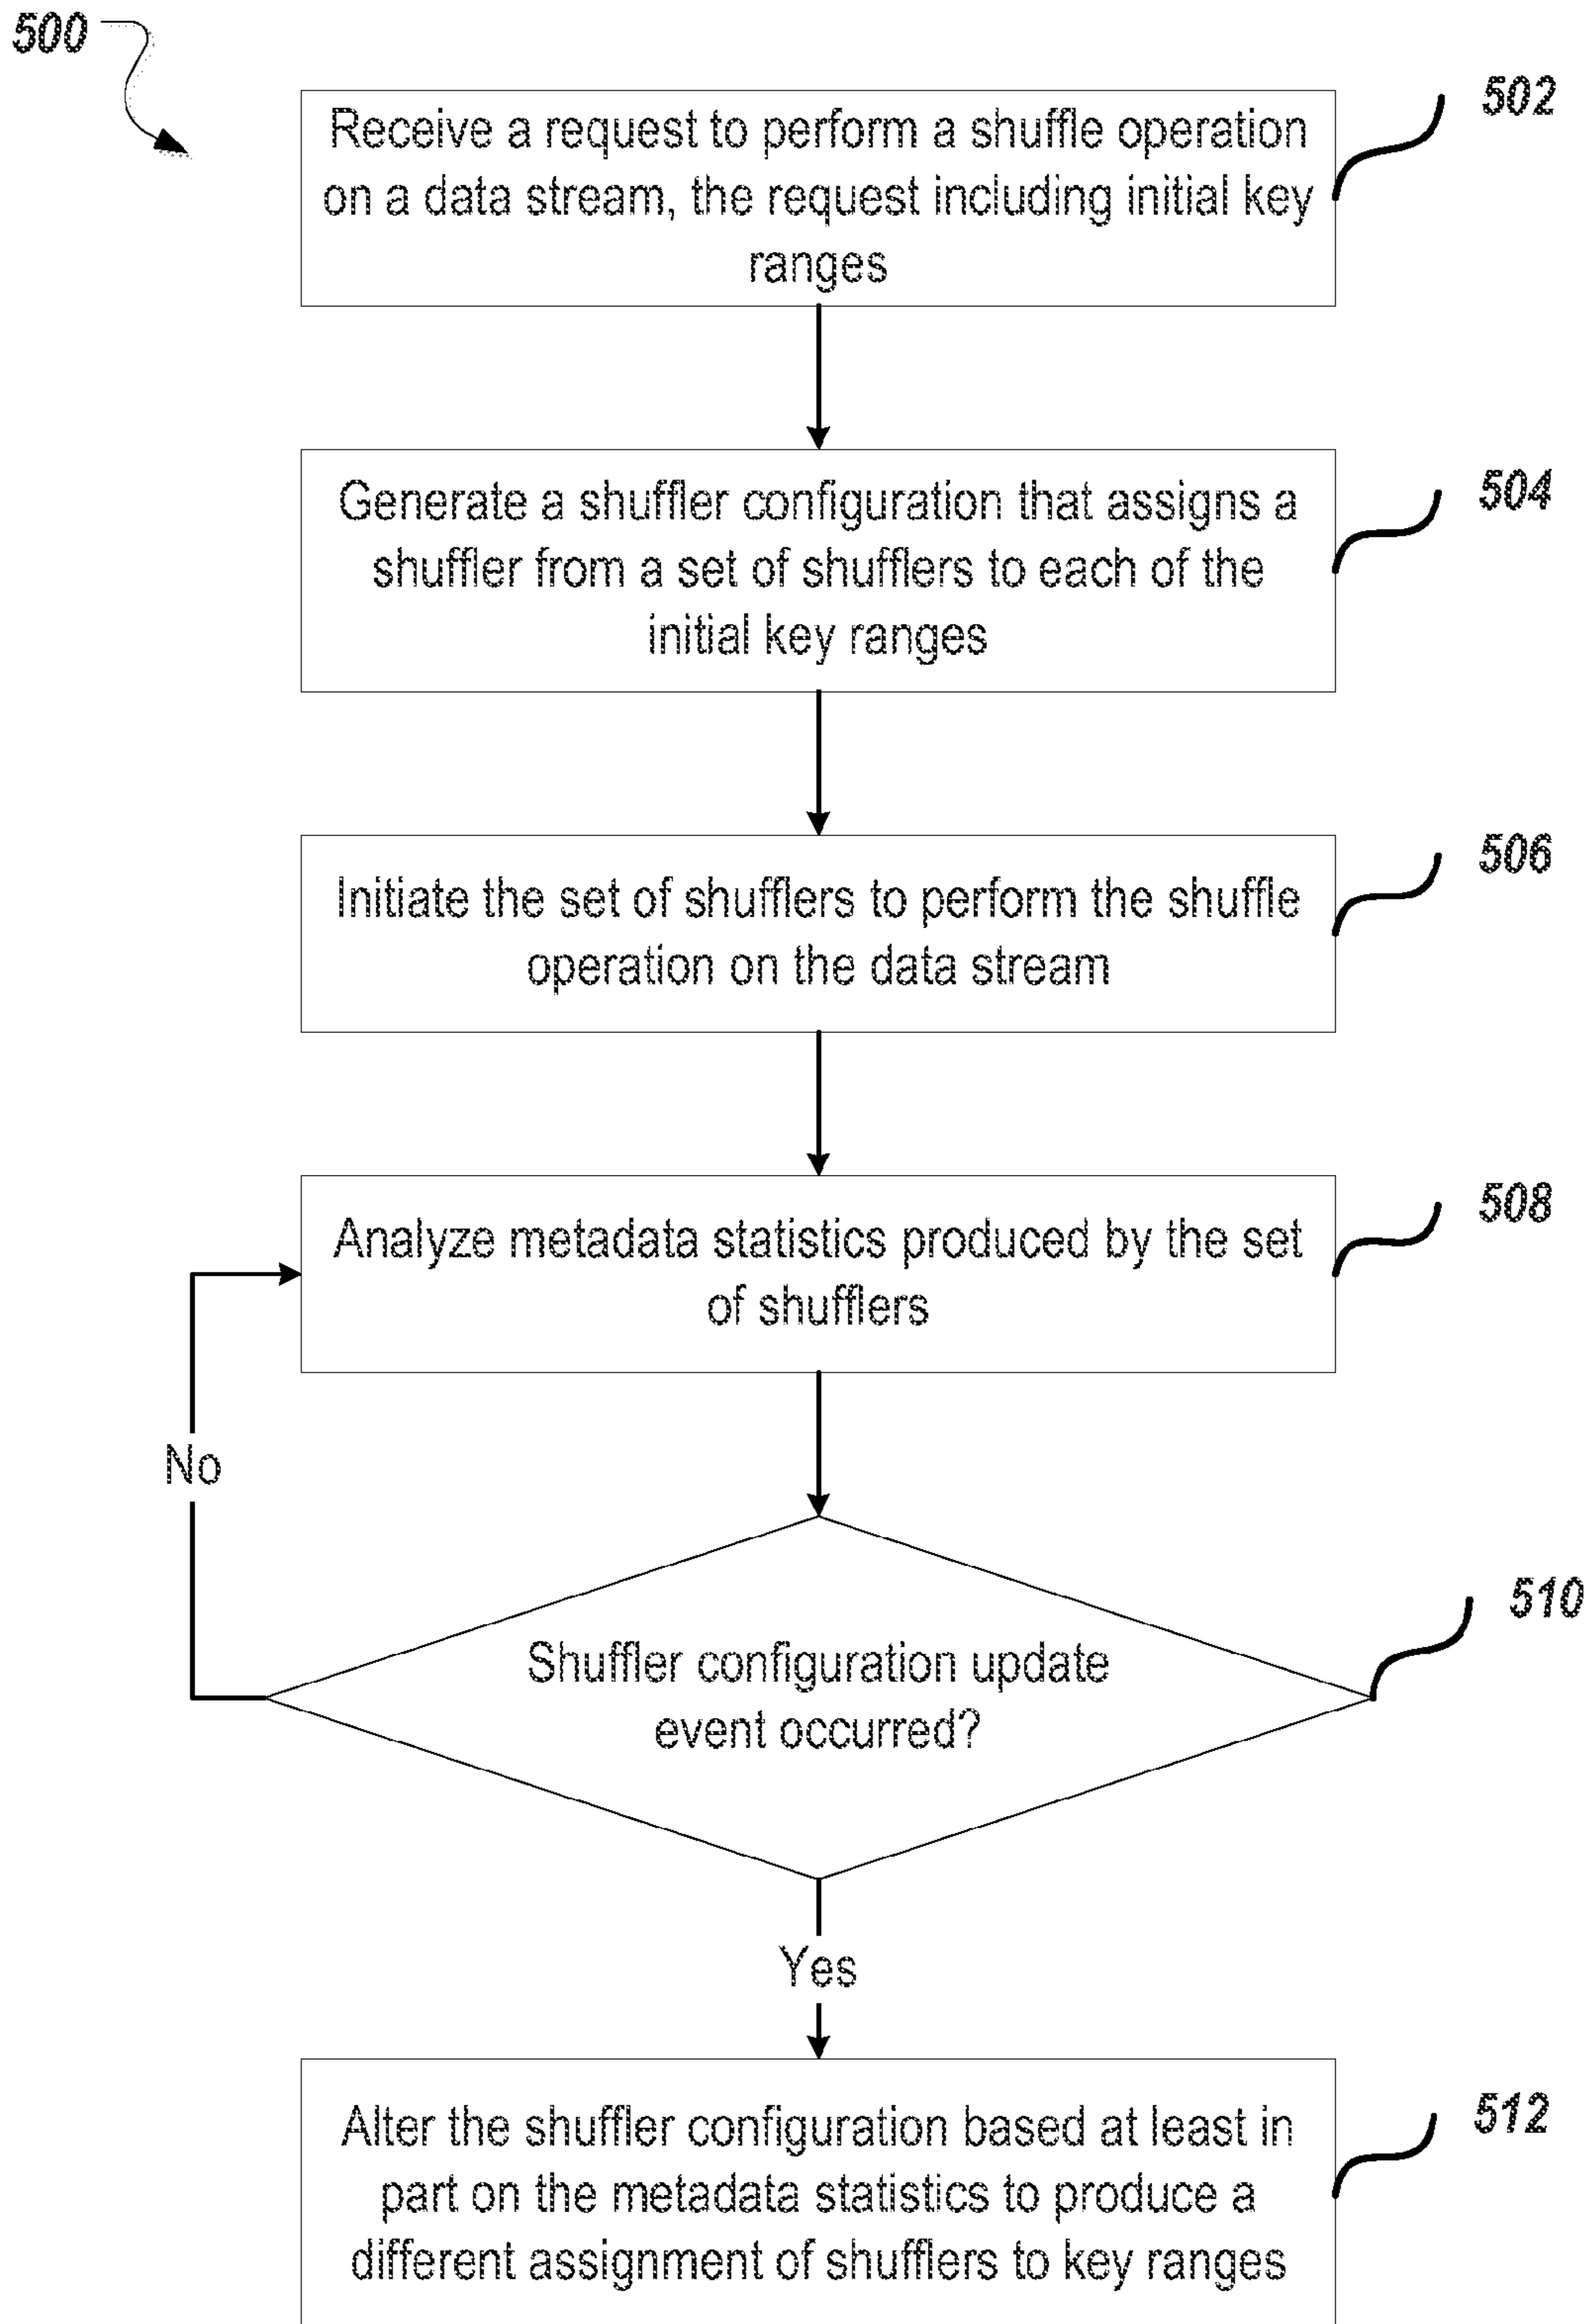 500
502
Receive a request to perform a shuffle operation
on a data stream, the request including initial key
ranges
504
Generate a shuffler configuration that assigns a
shuffler from a set of shufflers to each of the
initial key ranges
506
Initiate the set of shufflers to perform the shuffle
operation on the data stream
508
Analyze metadata statistics produced by the set
of shufflers
No
510
Shuffler configuration update
event occurred?
Yes
512
Alter the shuffler configuration based at least in
part on the metadata statistics to produce a
different assignment of shufflers to key ranges